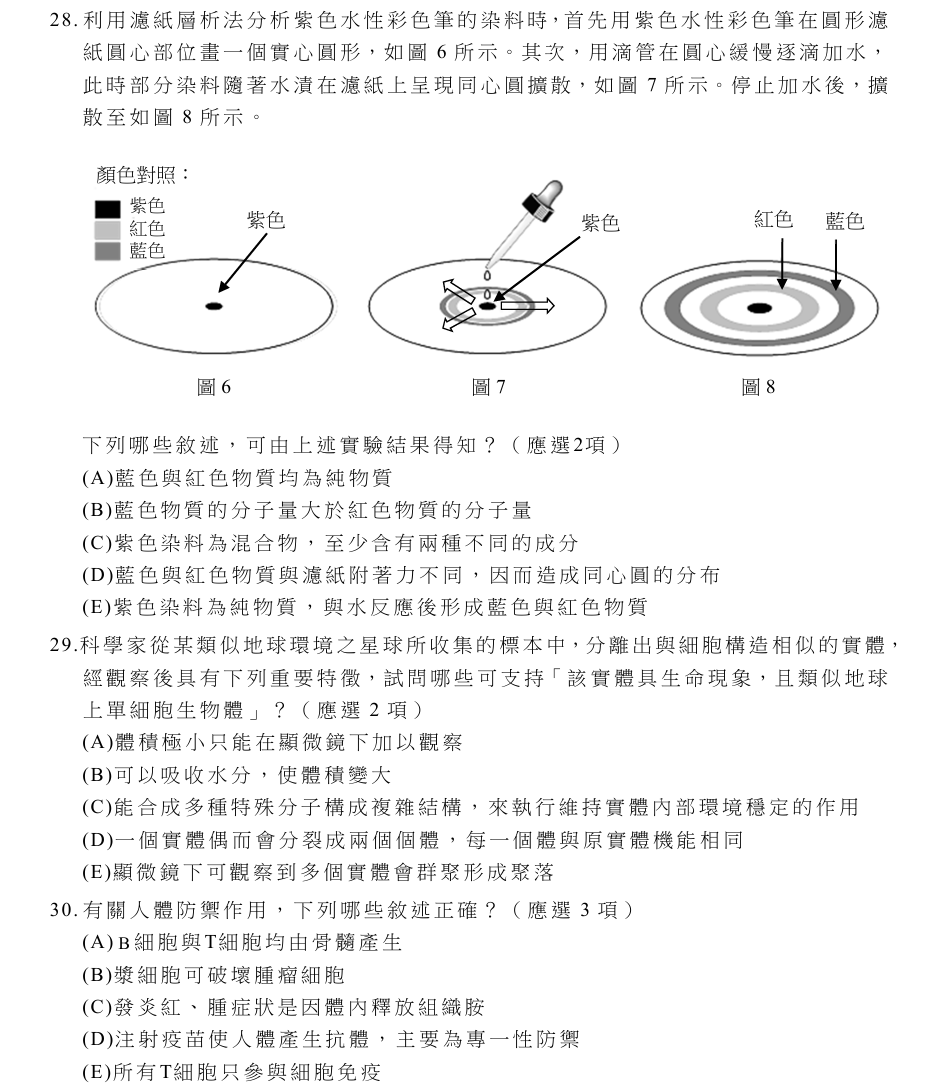 28.利用濾紙層析法分析紫色水性彩色筆的染料時，首先用紫色水性彩色筆在圓形濾
紙圓心部位畫一個實心圓形，如圖 6 所示。其次，用滴管在圓心緩慢逐滴加水，
此時部分染料隨著水漬在濾紙上呈現同心圓擴散，如圖 7 所示。停止加水後，擴
散至如圖 8 所示。
顏色對照：
紫色
紅色
藍色
紫色
紫色
紅色
藍色
圖 6
圖 7
圖 8
下列哪些敘述，可由上述實驗結果得知？（應選2項）
(A)藍色與紅色物質均為純物質
(B)藍色物質的分子量大於紅色物質的分子量
(C)紫色染料為混合物，至少含有兩種不同的成分
(D)藍色與紅色物質與濾紙附著力不同，因而造成同心圓的分布
(E)紫色染料為純物質，與水反應後形成藍色與紅色物質
29.科學家從某類似地球環境之星球所收集的標本中，分離出與細胞構造相似的實體，
經觀察後具有下列重要特徵，試問哪些可支持「該實體具生命現象，且類似地球
上單細胞生物體」？（應選 2 項）
(A)體積極小只能在顯微鏡下加以觀察
(B)可以吸收水分，使體積變大
(C)能合成多種特殊分子構成複雜結構，來執行維持實體內部環境穩定的作用
(D)一個實體偶而會分裂成兩個個體，每一個體與原實體機能相同
(E)顯微鏡下可觀察到多個實體會群聚形成聚落
30.有關人體防禦作用，下列哪些敘述正確？（應選 3 項）
(A) B 細胞與T細胞均由骨髓產生
(B)漿細胞可破壞腫瘤細胞
(C)發炎紅、腫症狀是因體內釋放組織胺
(D)注射疫苗使人體產生抗體，主要為專一性防禦
(E)所有T細胞只參與細胞免疫